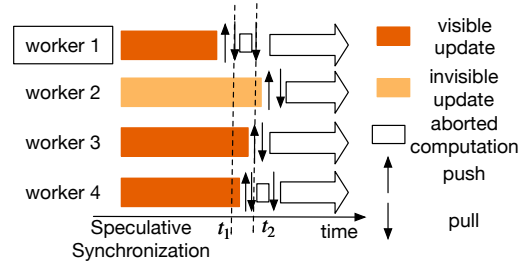 worker 1
worker 2
worker 3
worker 4
Speculative
Synchronization
t1
t2
time
visible
update
invisible
update
aborted
computation
push
pull